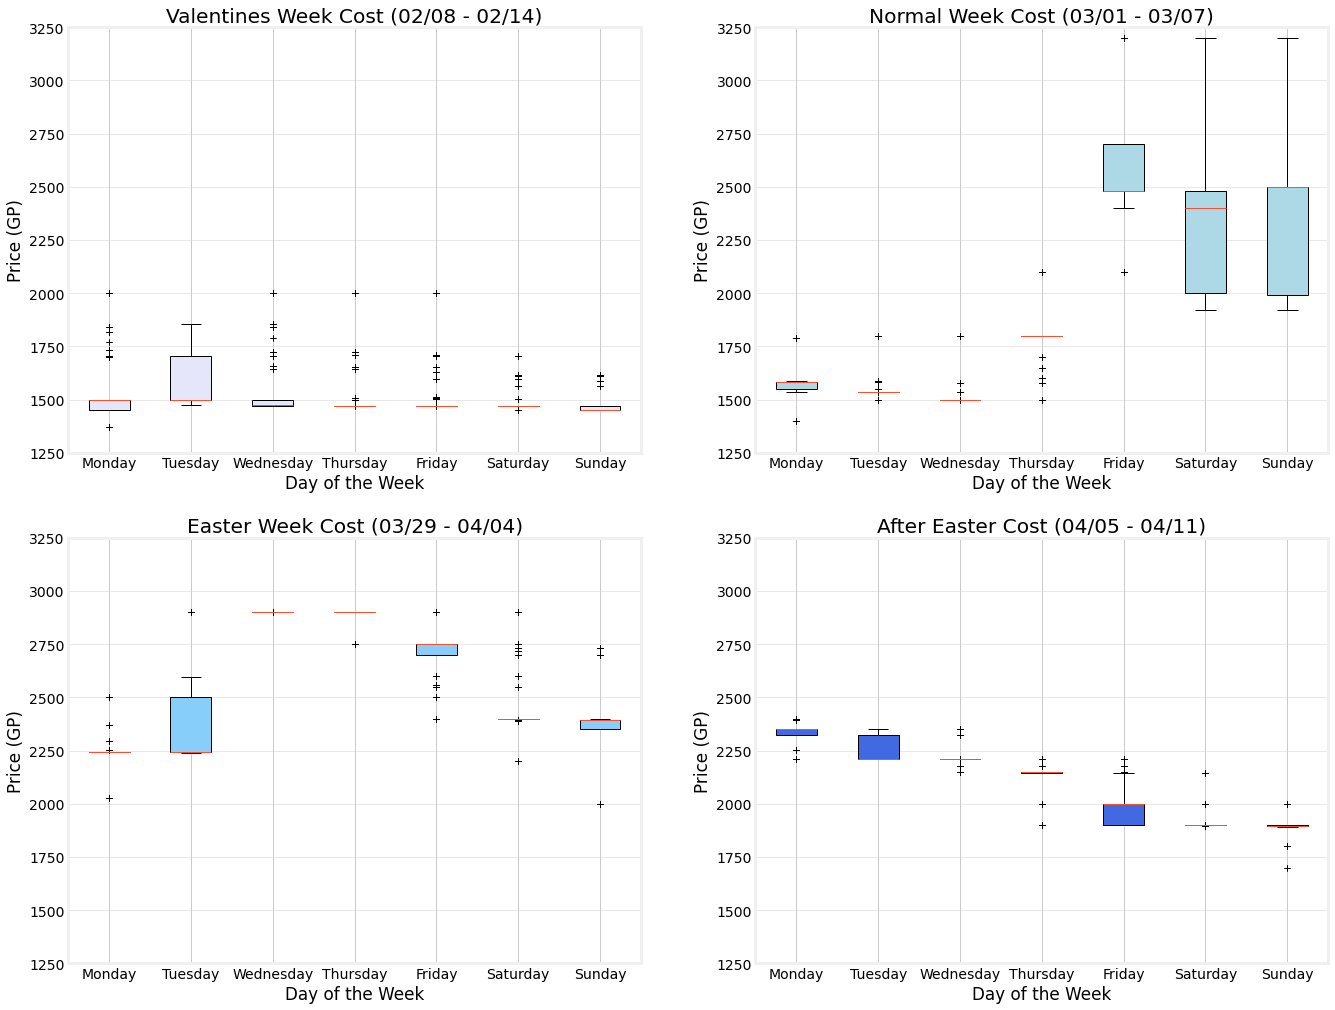 Valentines Week Cost (02/08 - 02/14)
3250
3000
2750
2500
2250
2000
1750
1500
1250
Price (GP)
Monday Tuesday Wednesday Thursday Friday Saturday Sunday
Day of the Week
Normal Week Cost (03/01 - 03/07)
3250
3000
2750
2500
2250
2000
1750
1500
1250
Price (GP)
Monday Tuesday Wednesday Thursday Friday Saturday Sunday
Day of the Week
Easter Week Cost (03/29 - 04/04)
3250
3000
2750
2500
2250
2000
1750
1500
1250
Price (GP)
Monday Tuesday Wednesday Thursday Friday Saturday Sunday
Day of the Week
After Easter Cost (04/05 - 04/11)
3250
3000
2750
2500
2250
2000
1750
1500
1250
Price (GP)
Monday Tuesday Wednesday Thursday Friday Saturday Sunday
Day of the Week